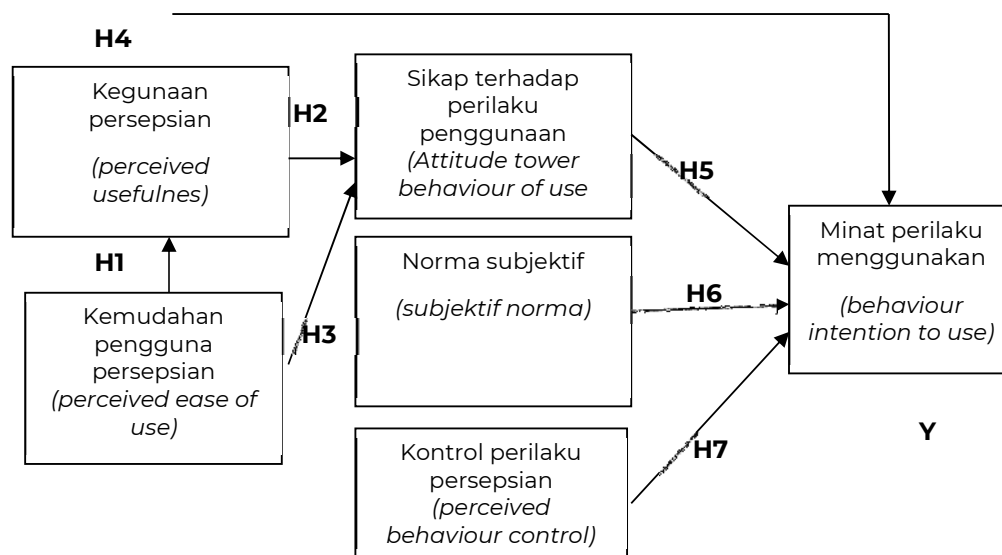 H4
Kegunaan
persepsian
(perceived
usefulnes)
H2
Sikap terhadap
perilaku
penggunaan
(Attitude tower
behaviour of use
H5
Minat perilaku
menggunakan
(behaviour
intention to use)
H1
Kemudahan
pengguna
persepsian
(perceived ease of
use)
H3
Norma subjektif
(subjektif norma)
H6
Y
Kontrol perilaku
persepsian
(perceived
behaviour control)
H7